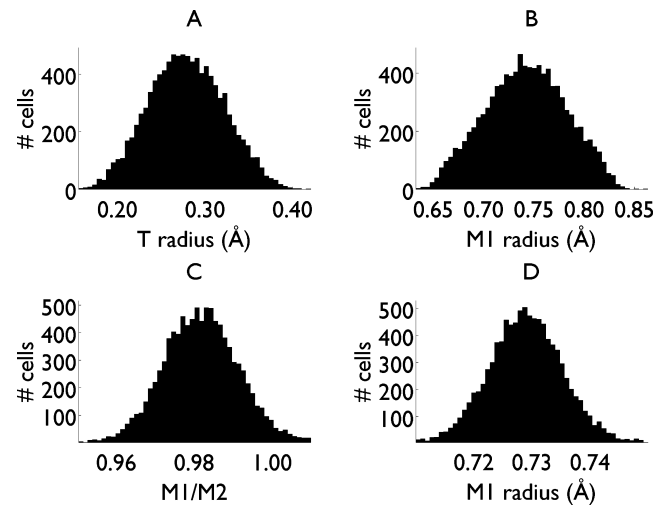 A
# cells
400
200
0
0.20 0.30 0.40
T radius (Å)
B
# cells
400
200
0
0.65 0.70 0.75 0.80 0.85
M1 radius (Å)
C
# cells
500
400
300
200
100
0.96 0.98 1.00
M1/M2
D
# cells
500
400
300
200
100
0.72 0.73 0.74
M1 radius (Å)